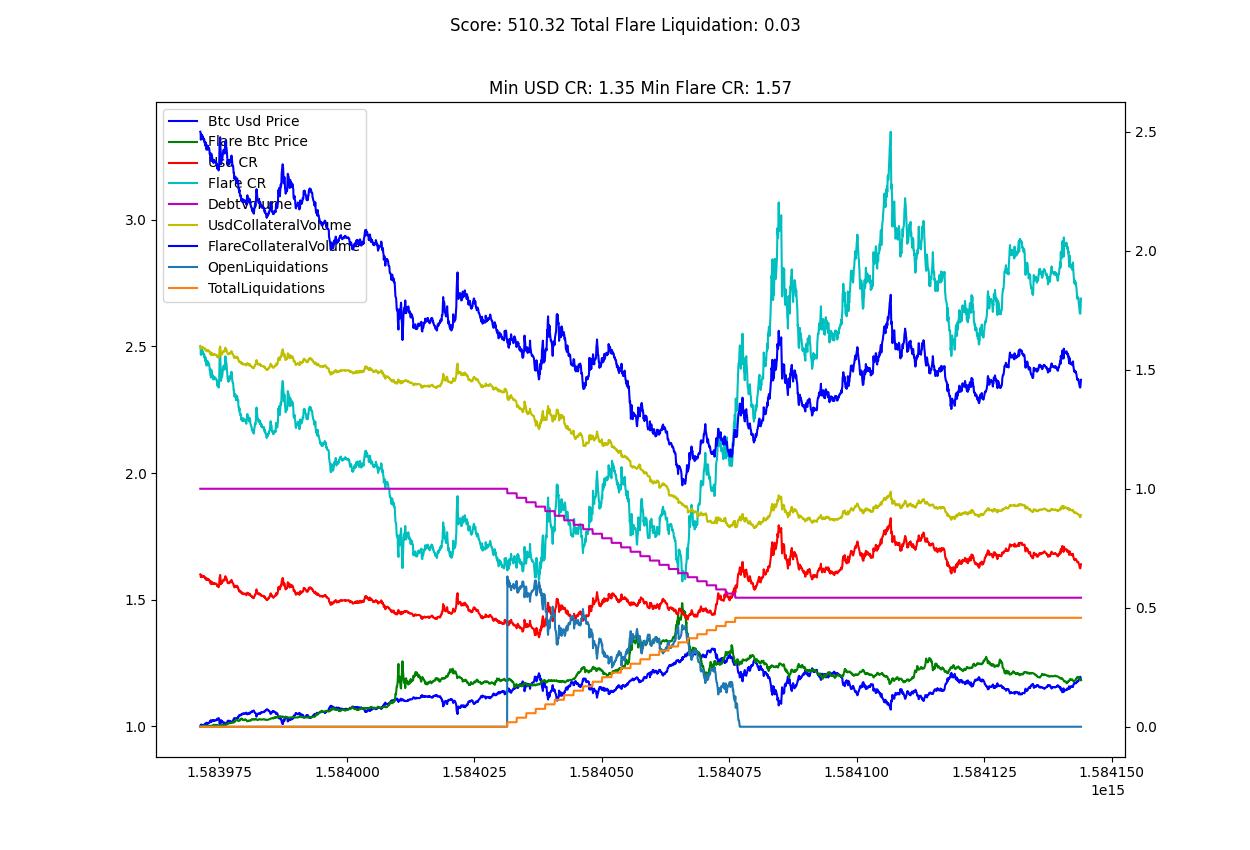 Score: 510.32 Total Flare Liquidation: 0.03
Min USD CR: 1.35 Min Flare CR: 1.57
Btc Usd Price
Flare Btc Price
Usd CR
Flare CR
DebtVolume
UsdCollateralVolume
FlareCollateralVolume
OpenLiquidations
TotalLiquidations
3.0
2.5
2.0
1.5
1.0
2.5
2.0
1.5
1.0
0.5
0.0
1.583975 1.584000 1.584025 1.584050 1.584075 1.584100 1.584125 1.584150
1e15